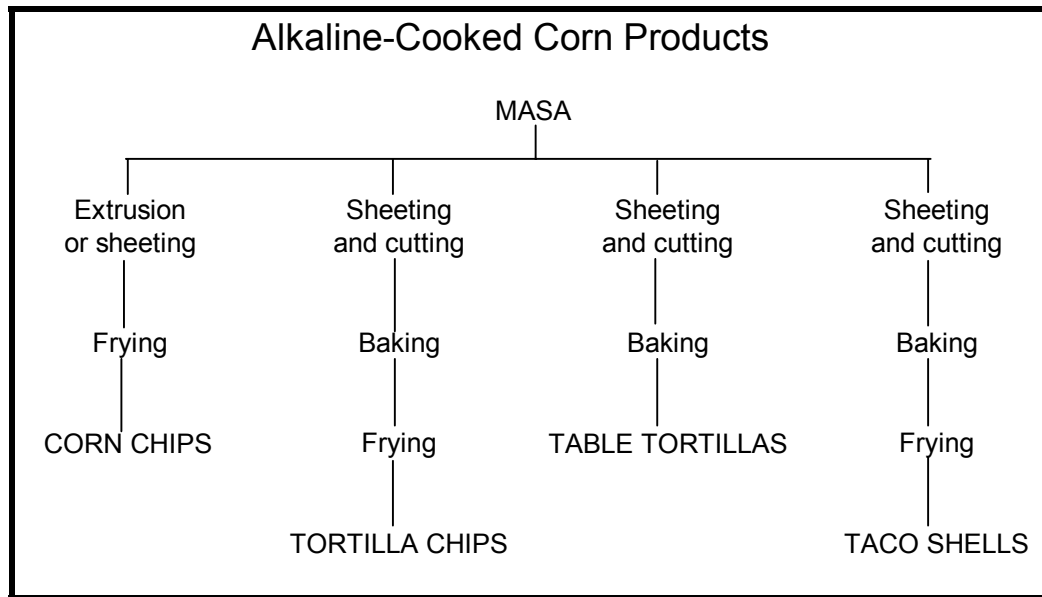 Alkaline-Cooked Corn Products
MASA
Extrusion
or sheeting
Sheeting
and cutting
Sheeting
and cutting
Sheeting
and cutting
Frying
Baking
Baking
Baking
CORN CHIPS
Frying
TABLE TORTILLAS
Frying
TORTILLA CHIPS
TACO SHELLS